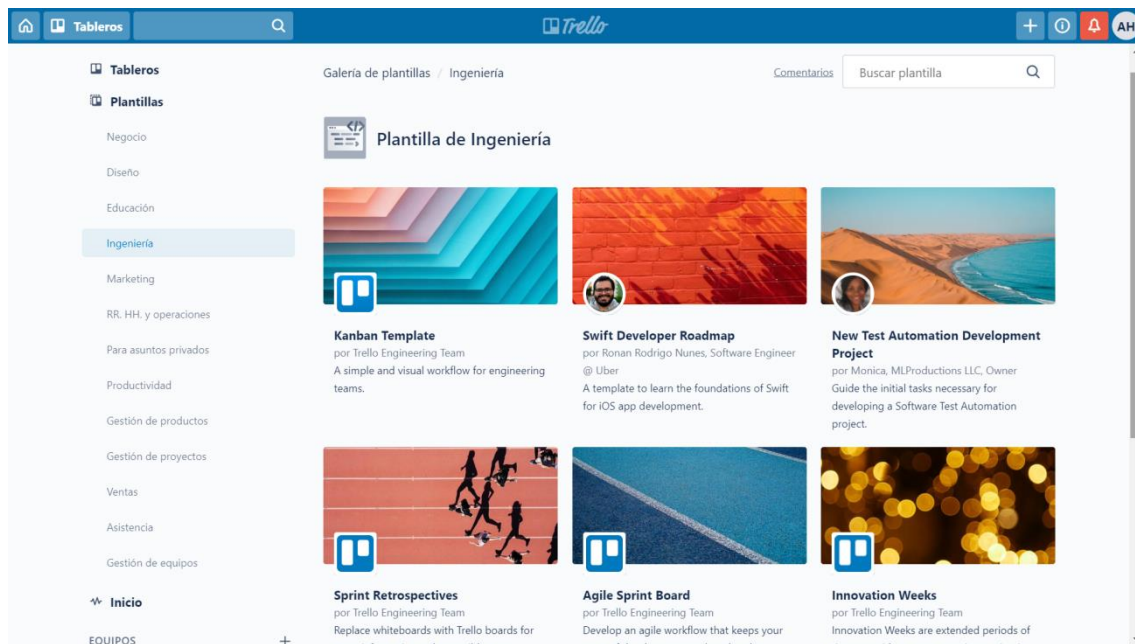 Tableros
Trello
AH
Tableros
Plantillas
Negocio
Diseño
Educación
Ingeniería
Marketing
RR. HH. y operaciones
Para asuntos privados
Productividad
Gestión de productos
Gestión de proyectos
Ventas
Asistencia
Gestión de equipos
Inicio
EQUIPOS +
Galería de plantillas / Ingeniería
Comentarios
Buscar plantilla
Plantilla de Ingeniería
Kanban Template
por Trello Engineering Team
A simple and visual workflow for engineering
teams.
Swift Developer Roadmap
por Ronan Rodrigo Nunes, Software Engineer
@ Uber
A template to learn the foundations of Swift
for iOS app development.
New Test Automation Development
Project
por Monica, MLProductions LLC, Owner
Guide the initial tasks necessary for
developing a Software Test Automation
project.
Sprint Retrospectives
por Trello Engineering Team
Replace whiteboards with Trello boards for
Agile Sprint Board
por Trello Engineering Team
Develop an agile workflow that keeps your
Innovation Weeks
por Trello Engineering Team
Innovation Weeks are extended periods of